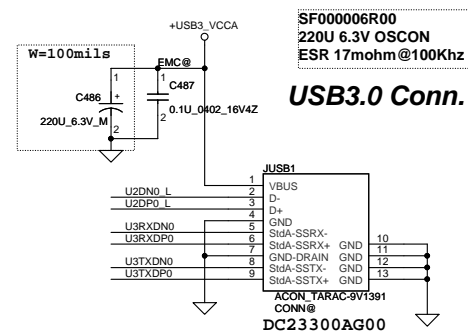 +USB3_VCCA
SF000006R00
220U 6.3V OSCON
ESR 17mohm@100Khz
W=100mils
EMC@
1
1
C486
+
C487
220U_6.3V_M
2
2
0.1U_0402_16V4Z
USB3.0 Conn.
JUSB1
1 VBUS
U2DN0_L 2 D-
U2DP0_L 3 D+
4 GND
U3RXDN0 5 StdA-SSRX-
U3RXDP0 6 StdA-SSRX+ GND 10
7 GND-DRAIN GND 11
U3TXDN0 8 StdA-SSTX- GND 12
U3TXDP0 9 StdA-SSTX+ GND 13
ACON_TARAC-9V1391
CONN@
DC23300AG00